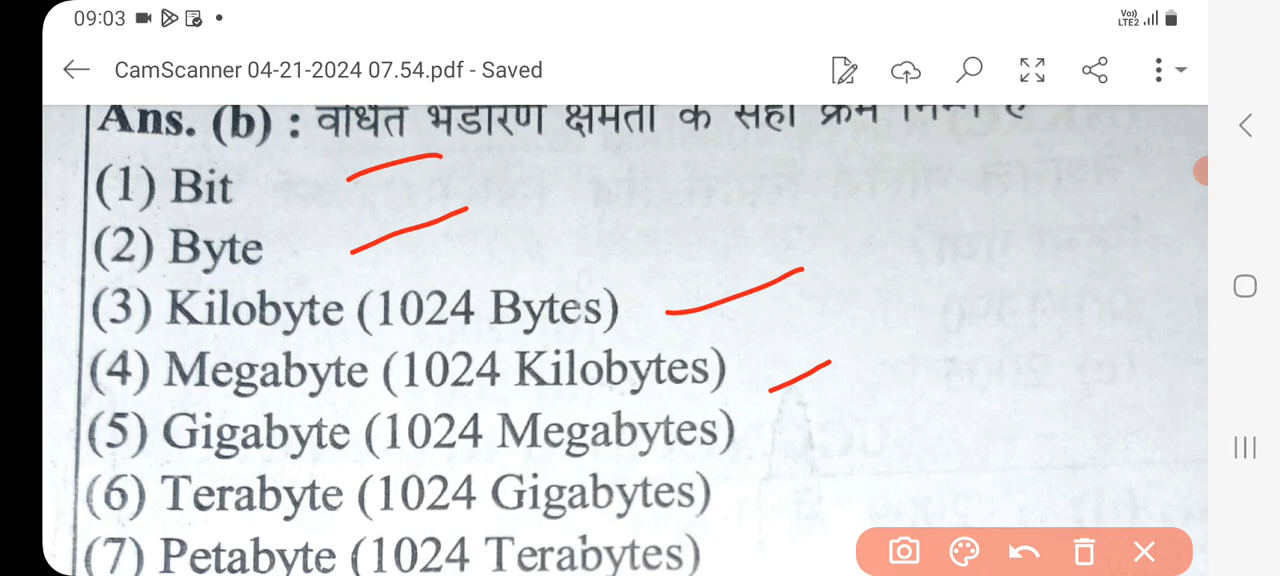 09:03
Vo)) LTE2
CamScanner 04-21-2024 07.54.pdf - Saved
Ans. (b) : वर्धित भंडारण क्षमता के सही क्रम
(1) Bit
(2) Byte
(3) Kilobyte (1024 Bytes)
(4) Megabyte (1024 Kilobytes)
(5) Gigabyte (1024 Megabytes)
(6) Terabyte (1024 Gigabytes)
(7) Petabyte (1024 Terabytes)